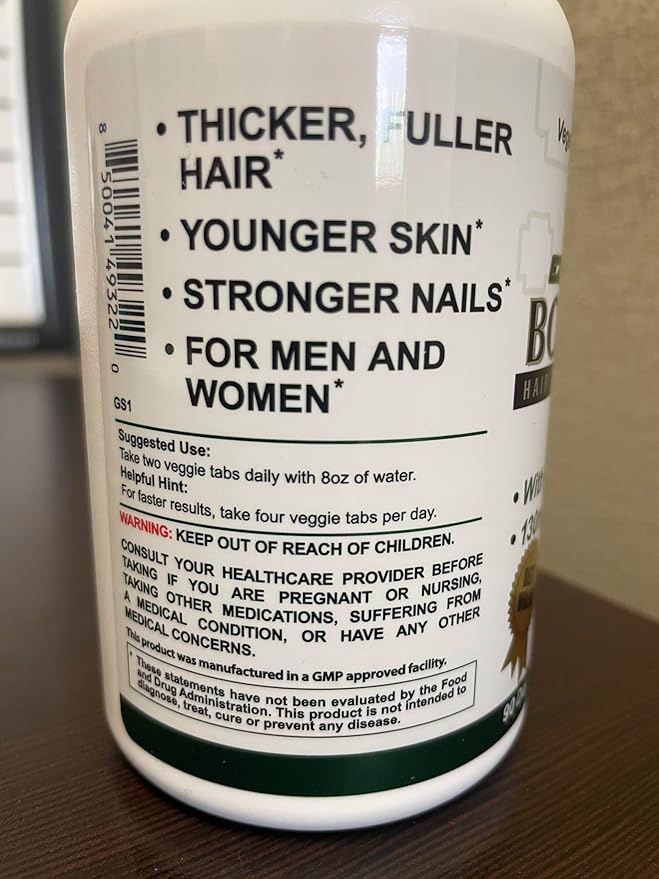 • THICKER, FULLER
HAIR*
• YOUNGER SKIN*
• STRONGER NAILS*
• FOR MEN AND
WOMEN*
8 50041 49322 0
GS1
Suggested Use:
Take two veggie tabs daily with 8oz of water.
Helpful Hint:
For faster results, take four veggie tabs per day.
WARNING: KEEP OUT OF REACH OF CHILDREN.
CONSULT YOUR HEALTHCARE PROVIDER BEFORE
TAKING IF YOU ARE PREGNANT OR NURSING,
TAKING OTHER MEDICATIONS, SUFFERING FROM
A MEDICAL CONDITION, OR HAVE ANY OTHER
MEDICAL CONCERNS.
This product was manufactured in a GMP approved facility.
* These statements have not been evaluated by the Food
and Drug Administration. This product is not intended to
diagnose, treat, cure or prevent any disease.
HAIR
90